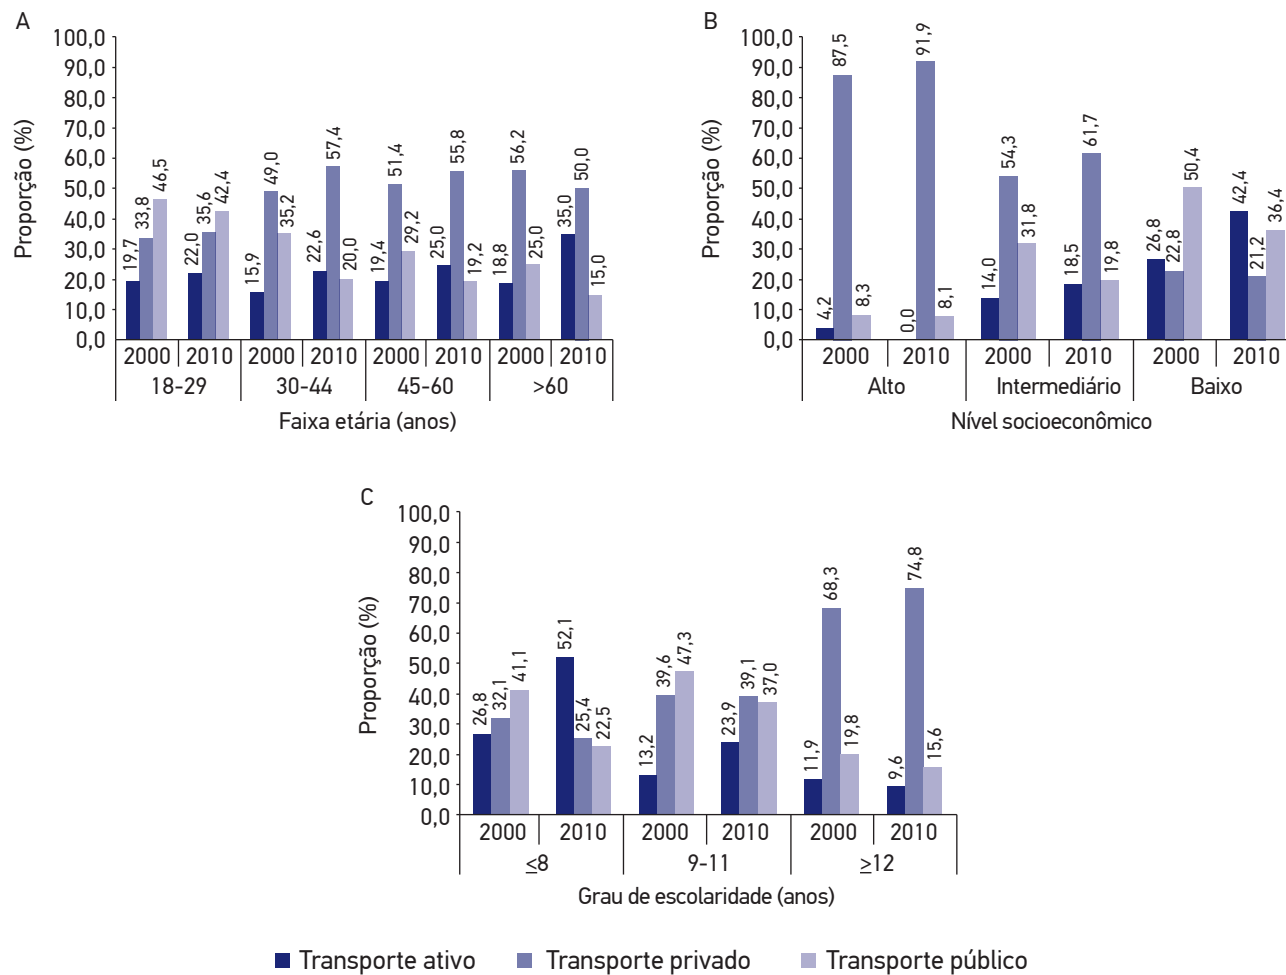 A
Proporção (%)
100,0
90,0
80,0
70,0
60,0
50,0
40,0
30,0
20,0
10,0
0,0
19,7 33,8 46,5 22,0 35,6 42,4 15,9 49,0 35,2 22,6 57,4 20,0 19,4 51,4 29,2 25,0 55,8 19,2 18,8 56,2 25,0 35,0 50,0 15,0
2000 2010 2000 2010 2000 2010 2000 2010
18-29 30-44 45-60 >60
Faixa etária (anos)
B
Proporção (%)
100,0
90,0
80,0
70,0
60,0
50,0
40,0
30,0
20,0
10,0
0,0
4,2 87,5 8,3 0,0 91,9 8,1 14,0 54,3 31,8 18,5 61,7 19,8 26,8 22,8 50,4 42,4 21,2 36,4
2000 2010 2000 2010 2000 2010
Alto Intermediário Baixo
Nível socioeconômico
C
Proporção (%)
100,0
90,0
80,0
70,0
60,0
50,0
40,0
30,0
20,0
10,0
0,0
26,8 32,1 41,1 52,1 25,4 22,5 13,2 39,6 47,3 23,9 39,1 37,0 11,9 68,3 19,8 9,6 74,8 15,6
2000 2010 2000 2010 2000 2010
≤8 9-11 ≥12
Grau de escolaridade (anos)
Transporte ativo Transporte privado Transporte público